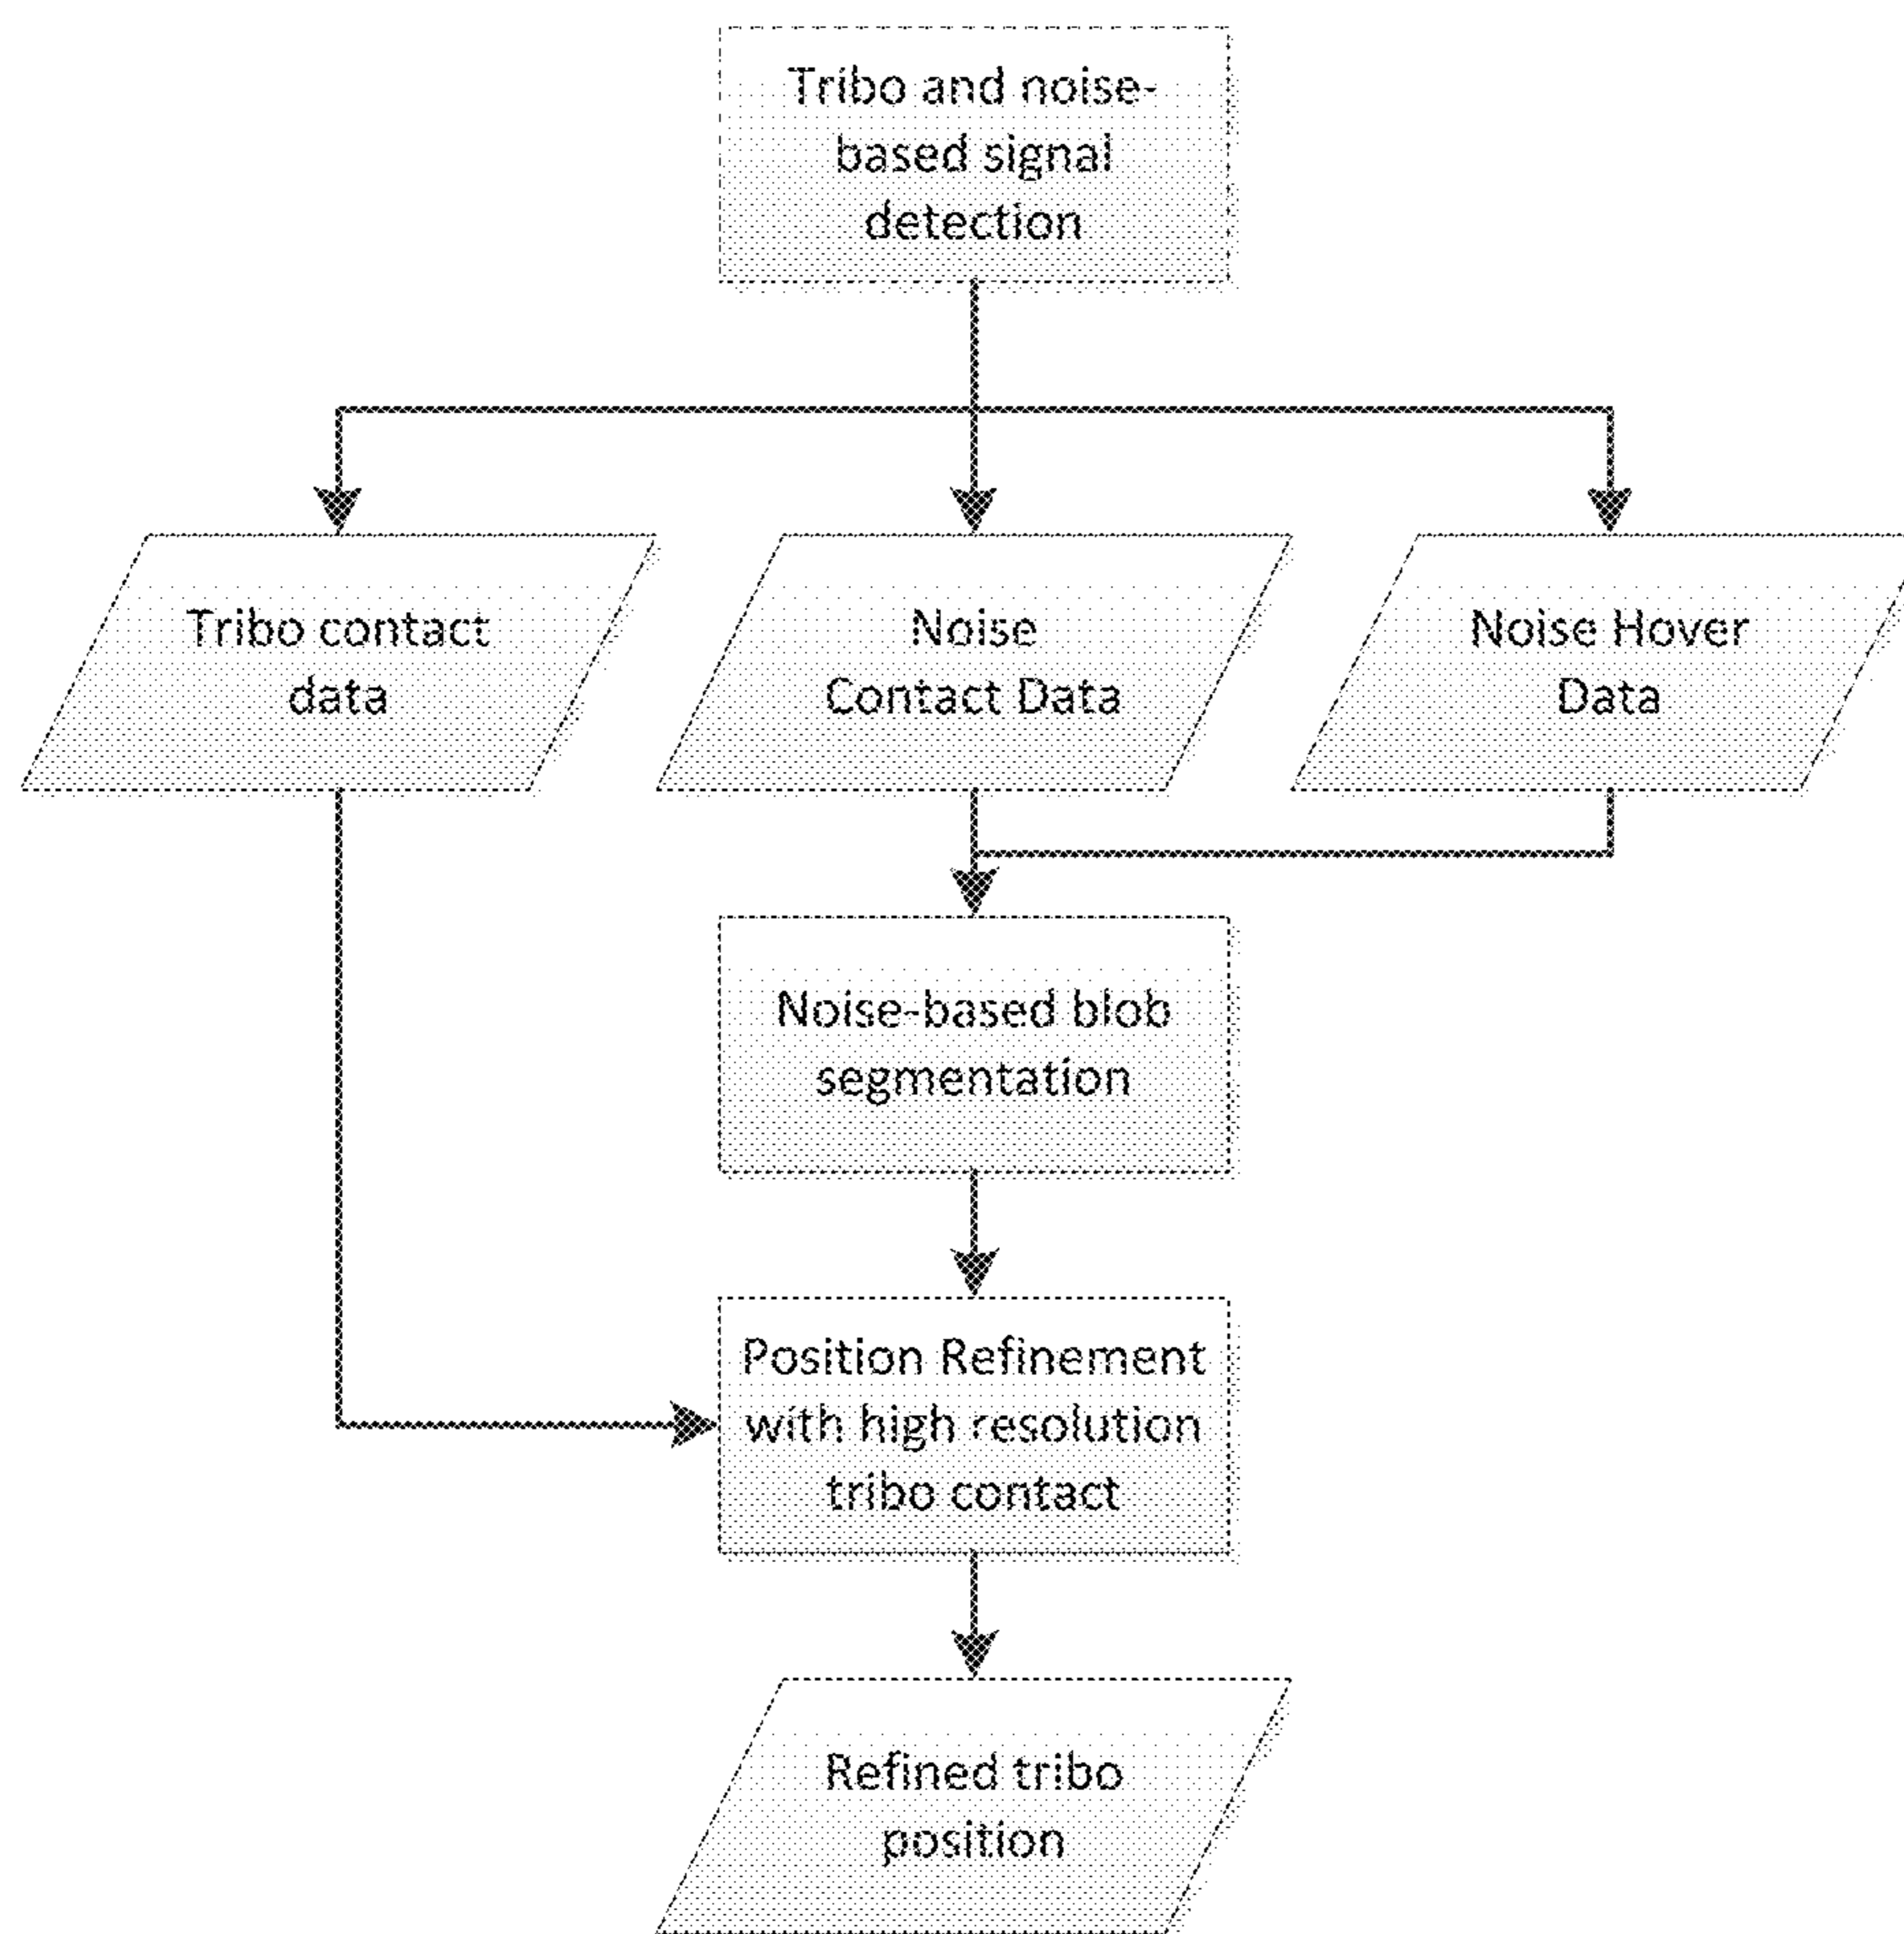 Tribo and noise-
based signal
detection
Tribo contact
data
Noise
Contact Data
Noise Hover
Data
Noise-based blob
segmentation
Position Refinement
with high resolution
tribo contact
Refined tribo
position